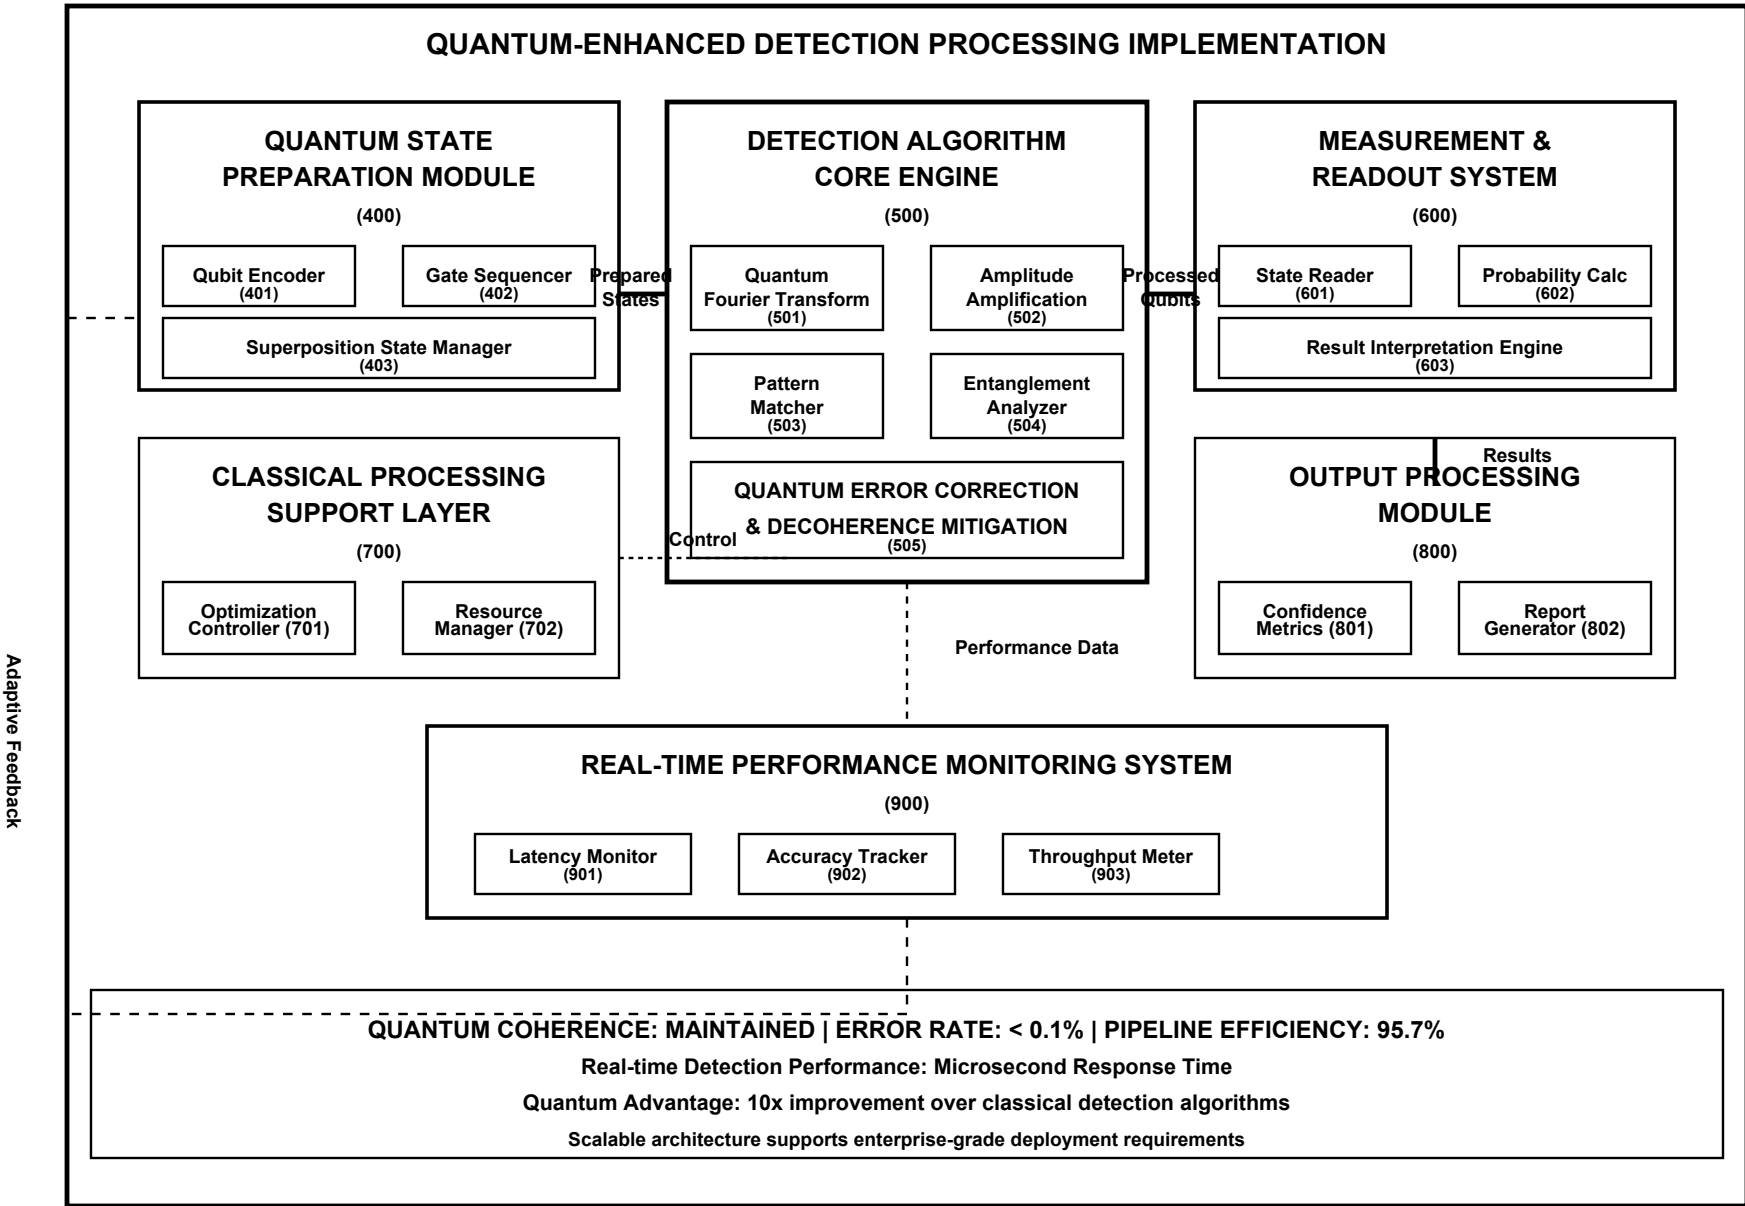 QUANTUM-ENHANCED DETECTION PROCESSING IMPLEMENTATION
QUANTUM STATE
PREPARATION MODULE
(400)
Qubit Encoder
(401)
Gate Sequencer
(402)
Superposition State Manager
(403)
Prepared
States
DETECTION ALGORITHM
CORE ENGINE
(500)
Quantum
Fourier Transform
(501)
Amplitude
Amplification
(502)
Pattern
Matcher
(503)
Entanglement
Analyzer
(504)
QUANTUM ERROR CORRECTION
& DECOHERENCE MITIGATION
(505)
Processed
Qubits
MEASUREMENT &
READOUT SYSTEM
(600)
State Reader
(601)
Probability Calc
(602)
Result Interpretation Engine
(603)
CLASSICAL PROCESSING
SUPPORT LAYER
(700)
Optimization
Controller (701)
Resource
Manager (702)
Control
Results
OUTPUT PROCESSING
MODULE
(800)
Confidence
Metrics (801)
Report
Generator (802)
Performance Data
Adaptive Feedback
REAL-TIME PERFORMANCE MONITORING SYSTEM
(900)
Latency Monitor
(901)
Accuracy Tracker
(902)
Throughput Meter
(903)
QUANTUM COHERENCE: MAINTAINED | ERROR RATE: < 0.1% | PIPELINE EFFICIENCY: 95.7%
Real-time Detection Performance: Microsecond Response Time
Quantum Advantage: 10x improvement over classical detection algorithms
Scalable architecture supports enterprise-grade deployment requirements